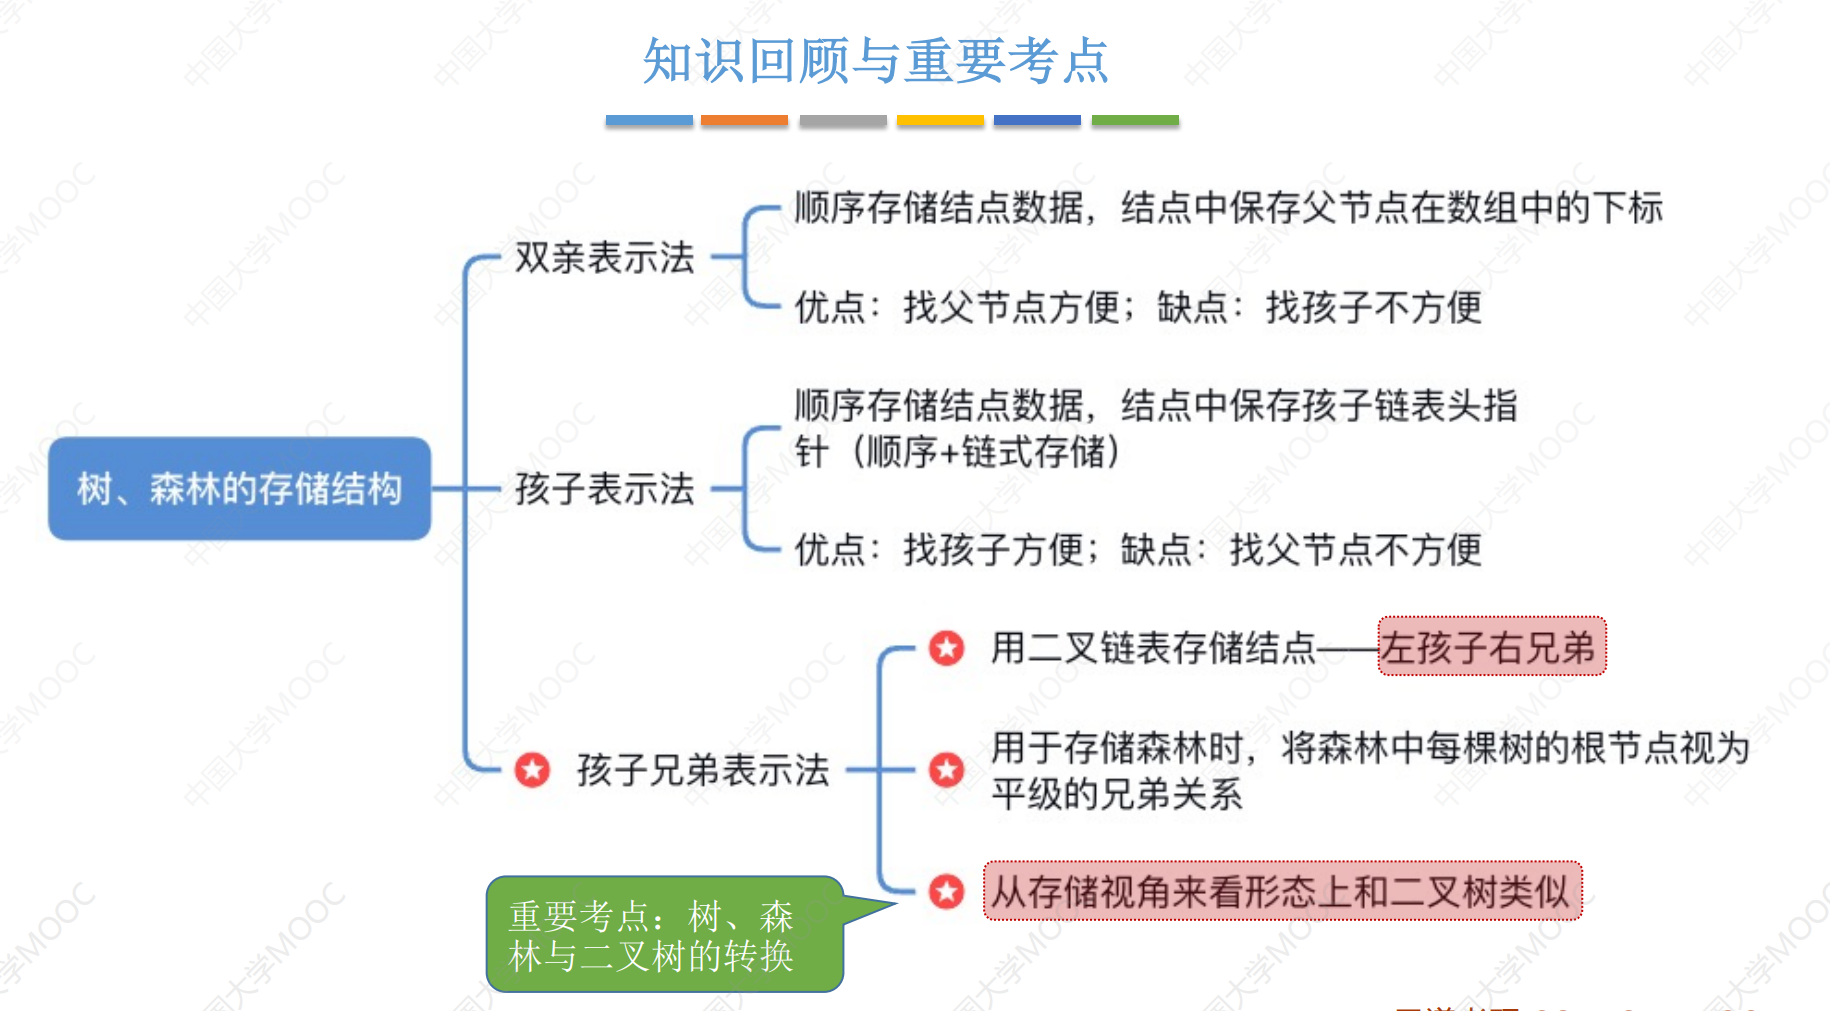 知识回顾与重要考点
树、森林的存储结构
双亲表示法
顺序存储结点数据，结点中保存父节点在数组中的下标
优点：找父节点方便；缺点：找孩子不方便
孩子表示法
顺序存储结点数据，结点中保存孩子链表头指
针（顺序+链式存储）
优点：找孩子方便；缺点：找父节点不方便
孩子兄弟表示法
用二叉链表存储结点——左孩子右兄弟
用于存储森林时，将森林中每棵树的根节点视为
平级的兄弟关系
从存储视角来看形态上和二叉树类似
重要考点：树、森
林与二叉树的转换
中国大学MOOC